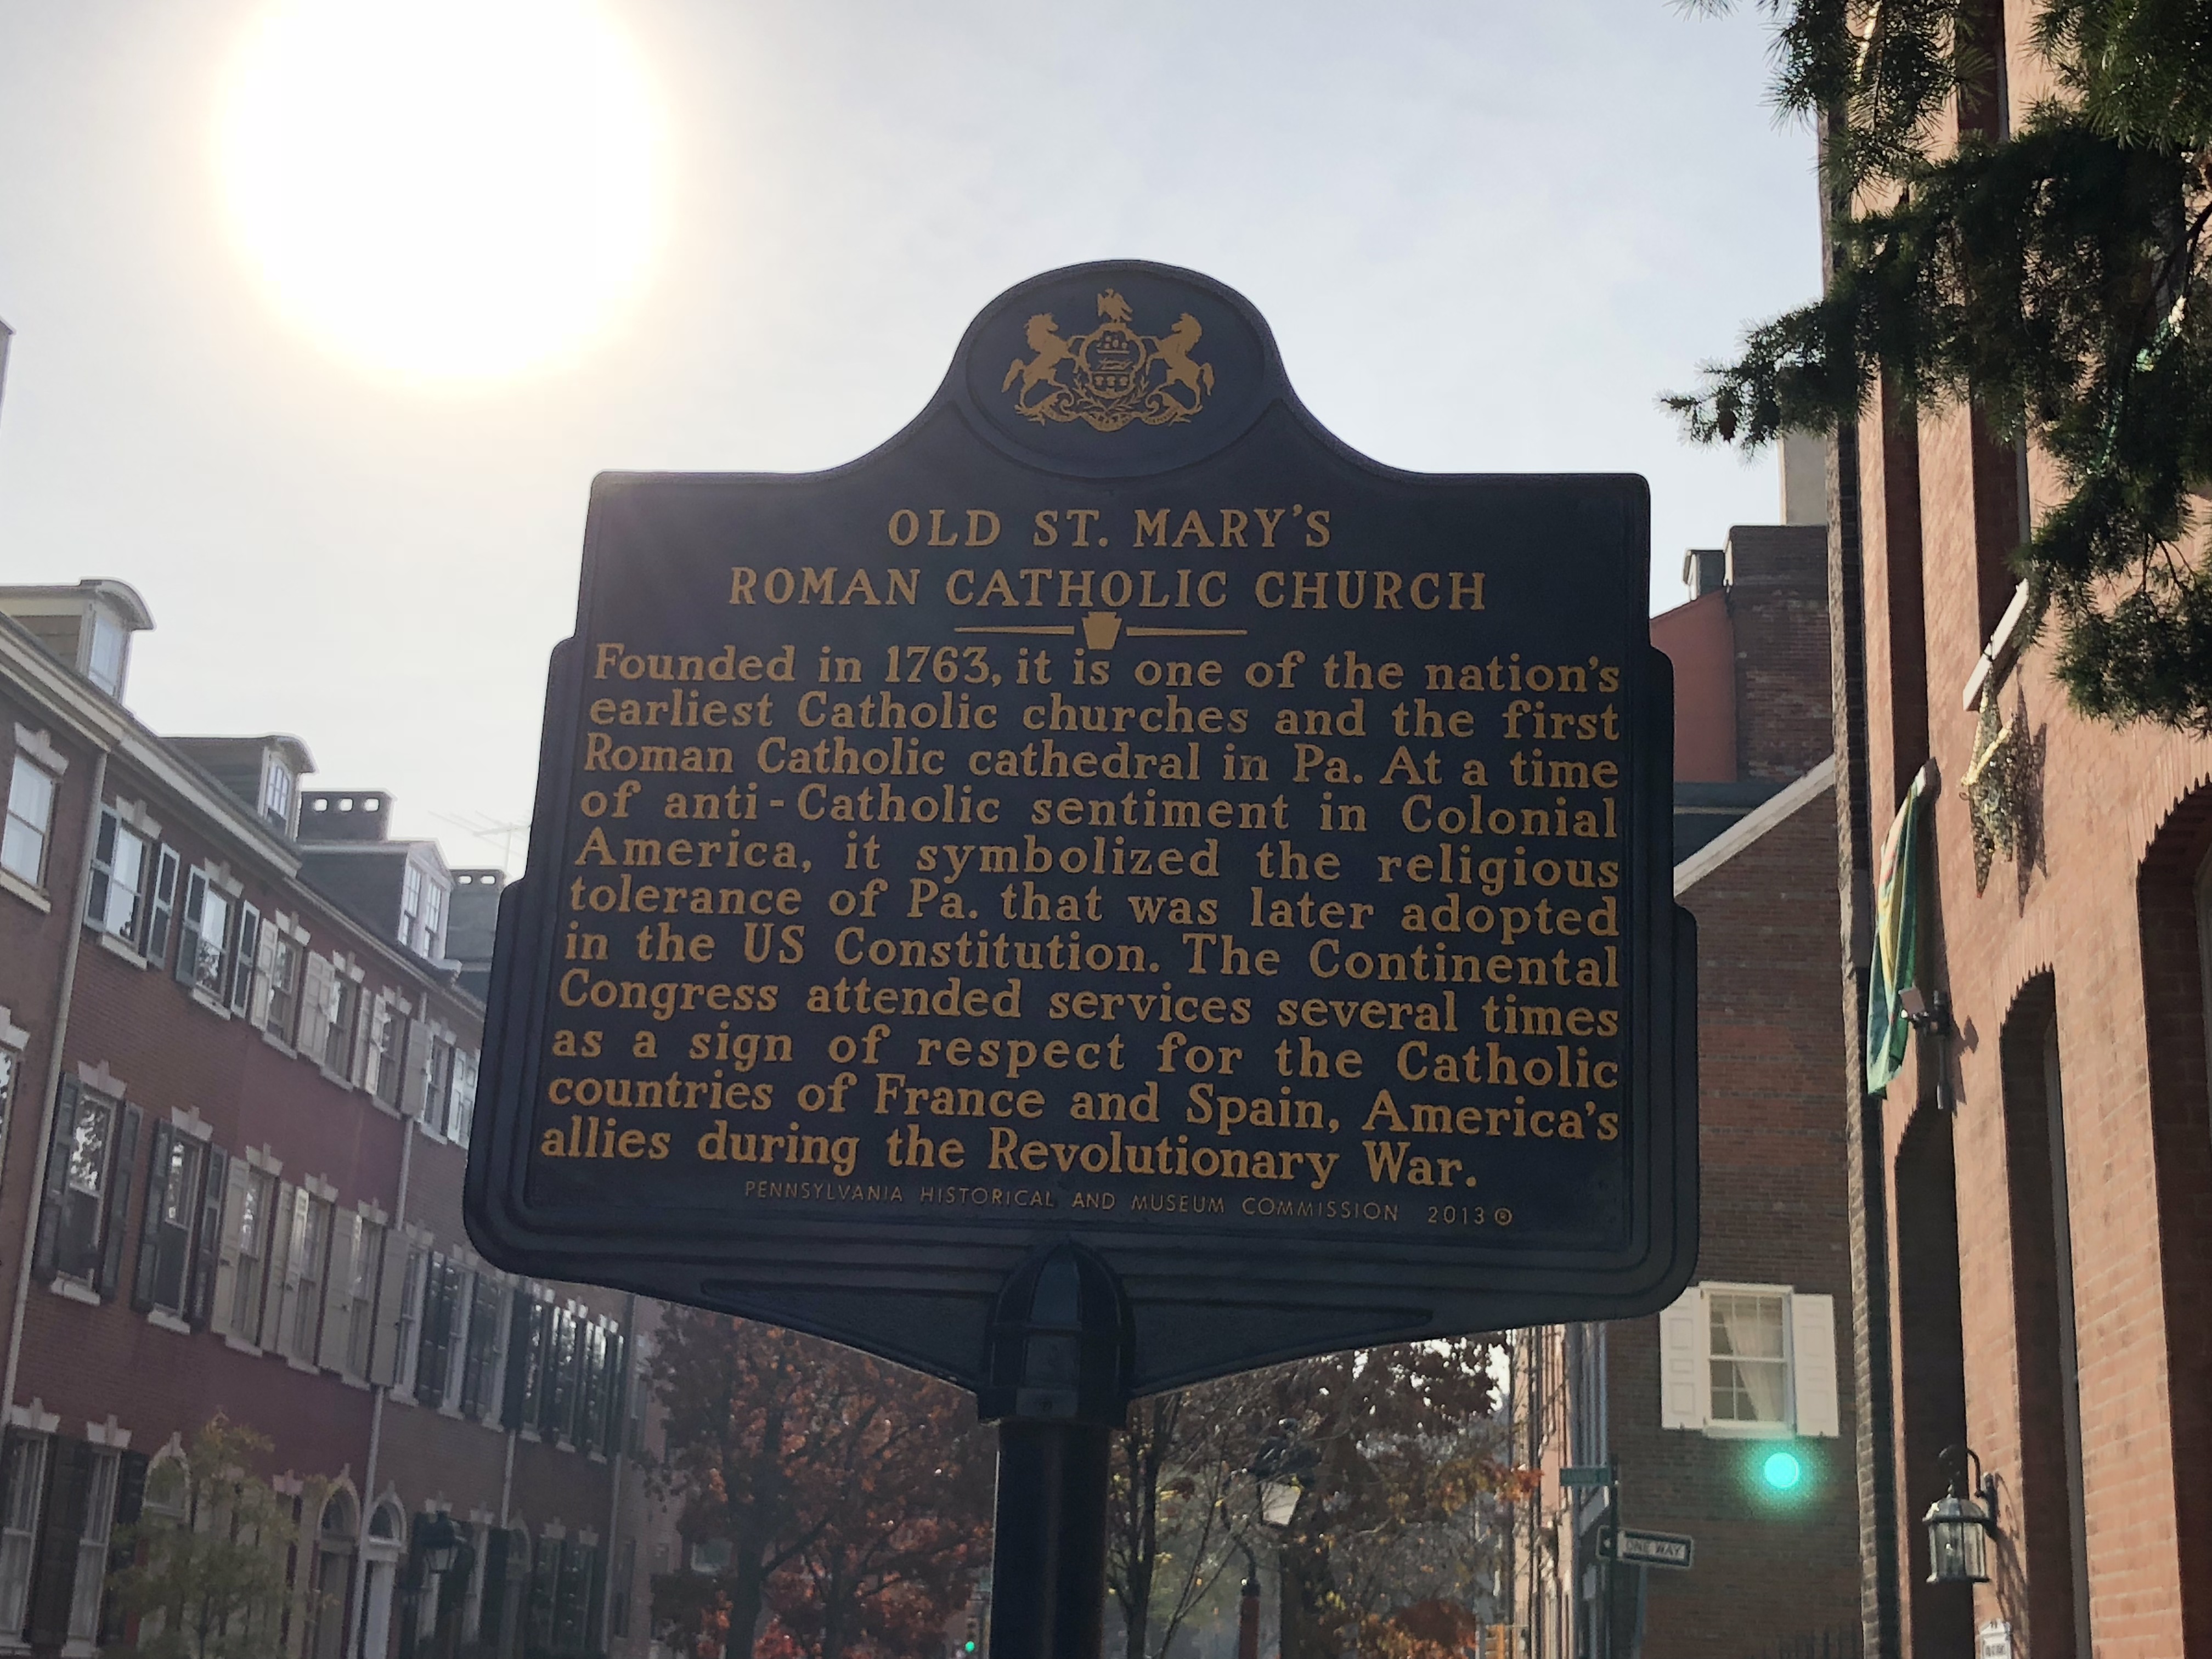 OLD ST. MARY'S
ROMAN CATHOLIC CHURCH
Founded in 1763, it is one of the nation's
earliest Catholic churches and the first
Roman Catholic cathedral in Pa. At a time
of anti-Catholic sentiment in Colonial
America, it symbolized the religious
tolerance of Pa. that was later adopted
in the US Constitution. The Continental
Congress attended services several times
as a sign of respect for the Catholic
countries of France and Spain, America's
allies during the Revolutionary War.
PENNSYLVANIA HISTORICAL AND MUSEUM COMMISSION 2013 ®
ONE WAY